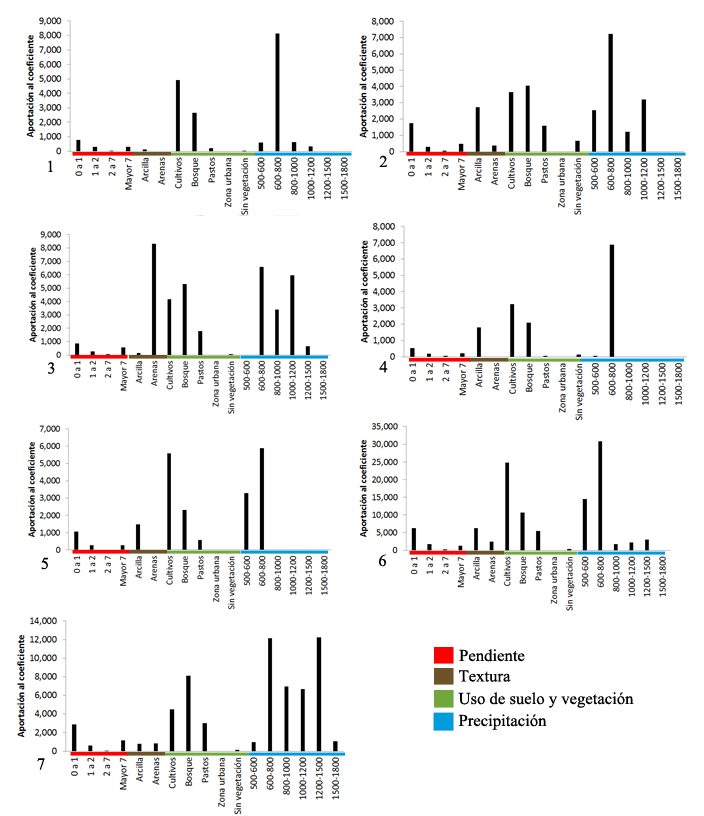 Aportación al coeficiente
9,000
8,000
7,000
6,000
5,000
4,000
3,000
2,000
1,000
0
0 a 1
1 a 2
2 a 7
Mayor 7
Arcilla
Arenas
Cultivos
Bosque
Pastos
Zona urbana
Sin vegetación
500-600
600-800
800-1000
1000-1200
1200-1500
1500-1800
1
Aportación al coeficiente
8,000
7,000
6,000
5,000
4,000
3,000
2,000
1,000
0
0 a 1
1 a 2
2 a 7
Mayor 7
Arcilla
Arenas
Cultivos
Bosque
Pastos
Zona urbana
Sin vegetación
500-600
600-800
800-1000
1000-1200
1200-1500
1500-1800
2
Aportación al coeficiente
9,000
8,000
7,000
6,000
5,000
4,000
3,000
2,000
1,000
0
0 a 1
1 a 2
2 a 7
Mayor 7
Arcilla
Arenas
Cultivos
Bosque
Pastos
Zona urbana
Sin vegetación
500-600
600-800
800-1000
1000-1200
1200-1500
1500-1800
3
Aportación al coeficiente
8,000
7,000
6,000
5,000
4,000
3,000
2,000
1,000
0
0 a 1
1 a 2
2 a 7
Mayor 7
Arcilla
Arenas
Cultivos
Bosque
Pastos
Zona urbana
Sin vegetación
500-600
600-800
800-1000
1000-1200
1200-1500
1500-1800
4
Aportación al coeficiente
7,000
6,000
5,000
4,000
3,000
2,000
1,000
0
0 a 1
1 a 2
2 a 7
Mayor 7
Arcilla
Arenas
Cultivos
Bosque
Pastos
Zona urbana
Sin vegetación
500-600
600-800
800-1000
1000-1200
1200-1500
1500-1800
5
Aportación al coeficiente
35,000
30,000
25,000
20,000
15,000
10,000
5,000
0
0 a 1
1 a 2
2 a 7
Mayor 7
Arcilla
Arenas
Cultivos
Bosque
Pastos
Zona urbana
Sin vegetación
500-600
600-800
800-1000
1000-1200
1200-1500
1500-1800
6
Aportación al coeficiente
14,000
12,000
10,000
8,000
6,000
4,000
2,000
0
0 a 1
1 a 2
2 a 7
Mayor 7
Arcilla
Arenas
Cultivos
Bosque
Pastos
Zona urbana
Sin vegetación
500-600
600-800
800-1000
1000-1200
1200-1500
1500-1800
7
Pendiente
Textura
Uso de suelo y vegetación
Precipitación